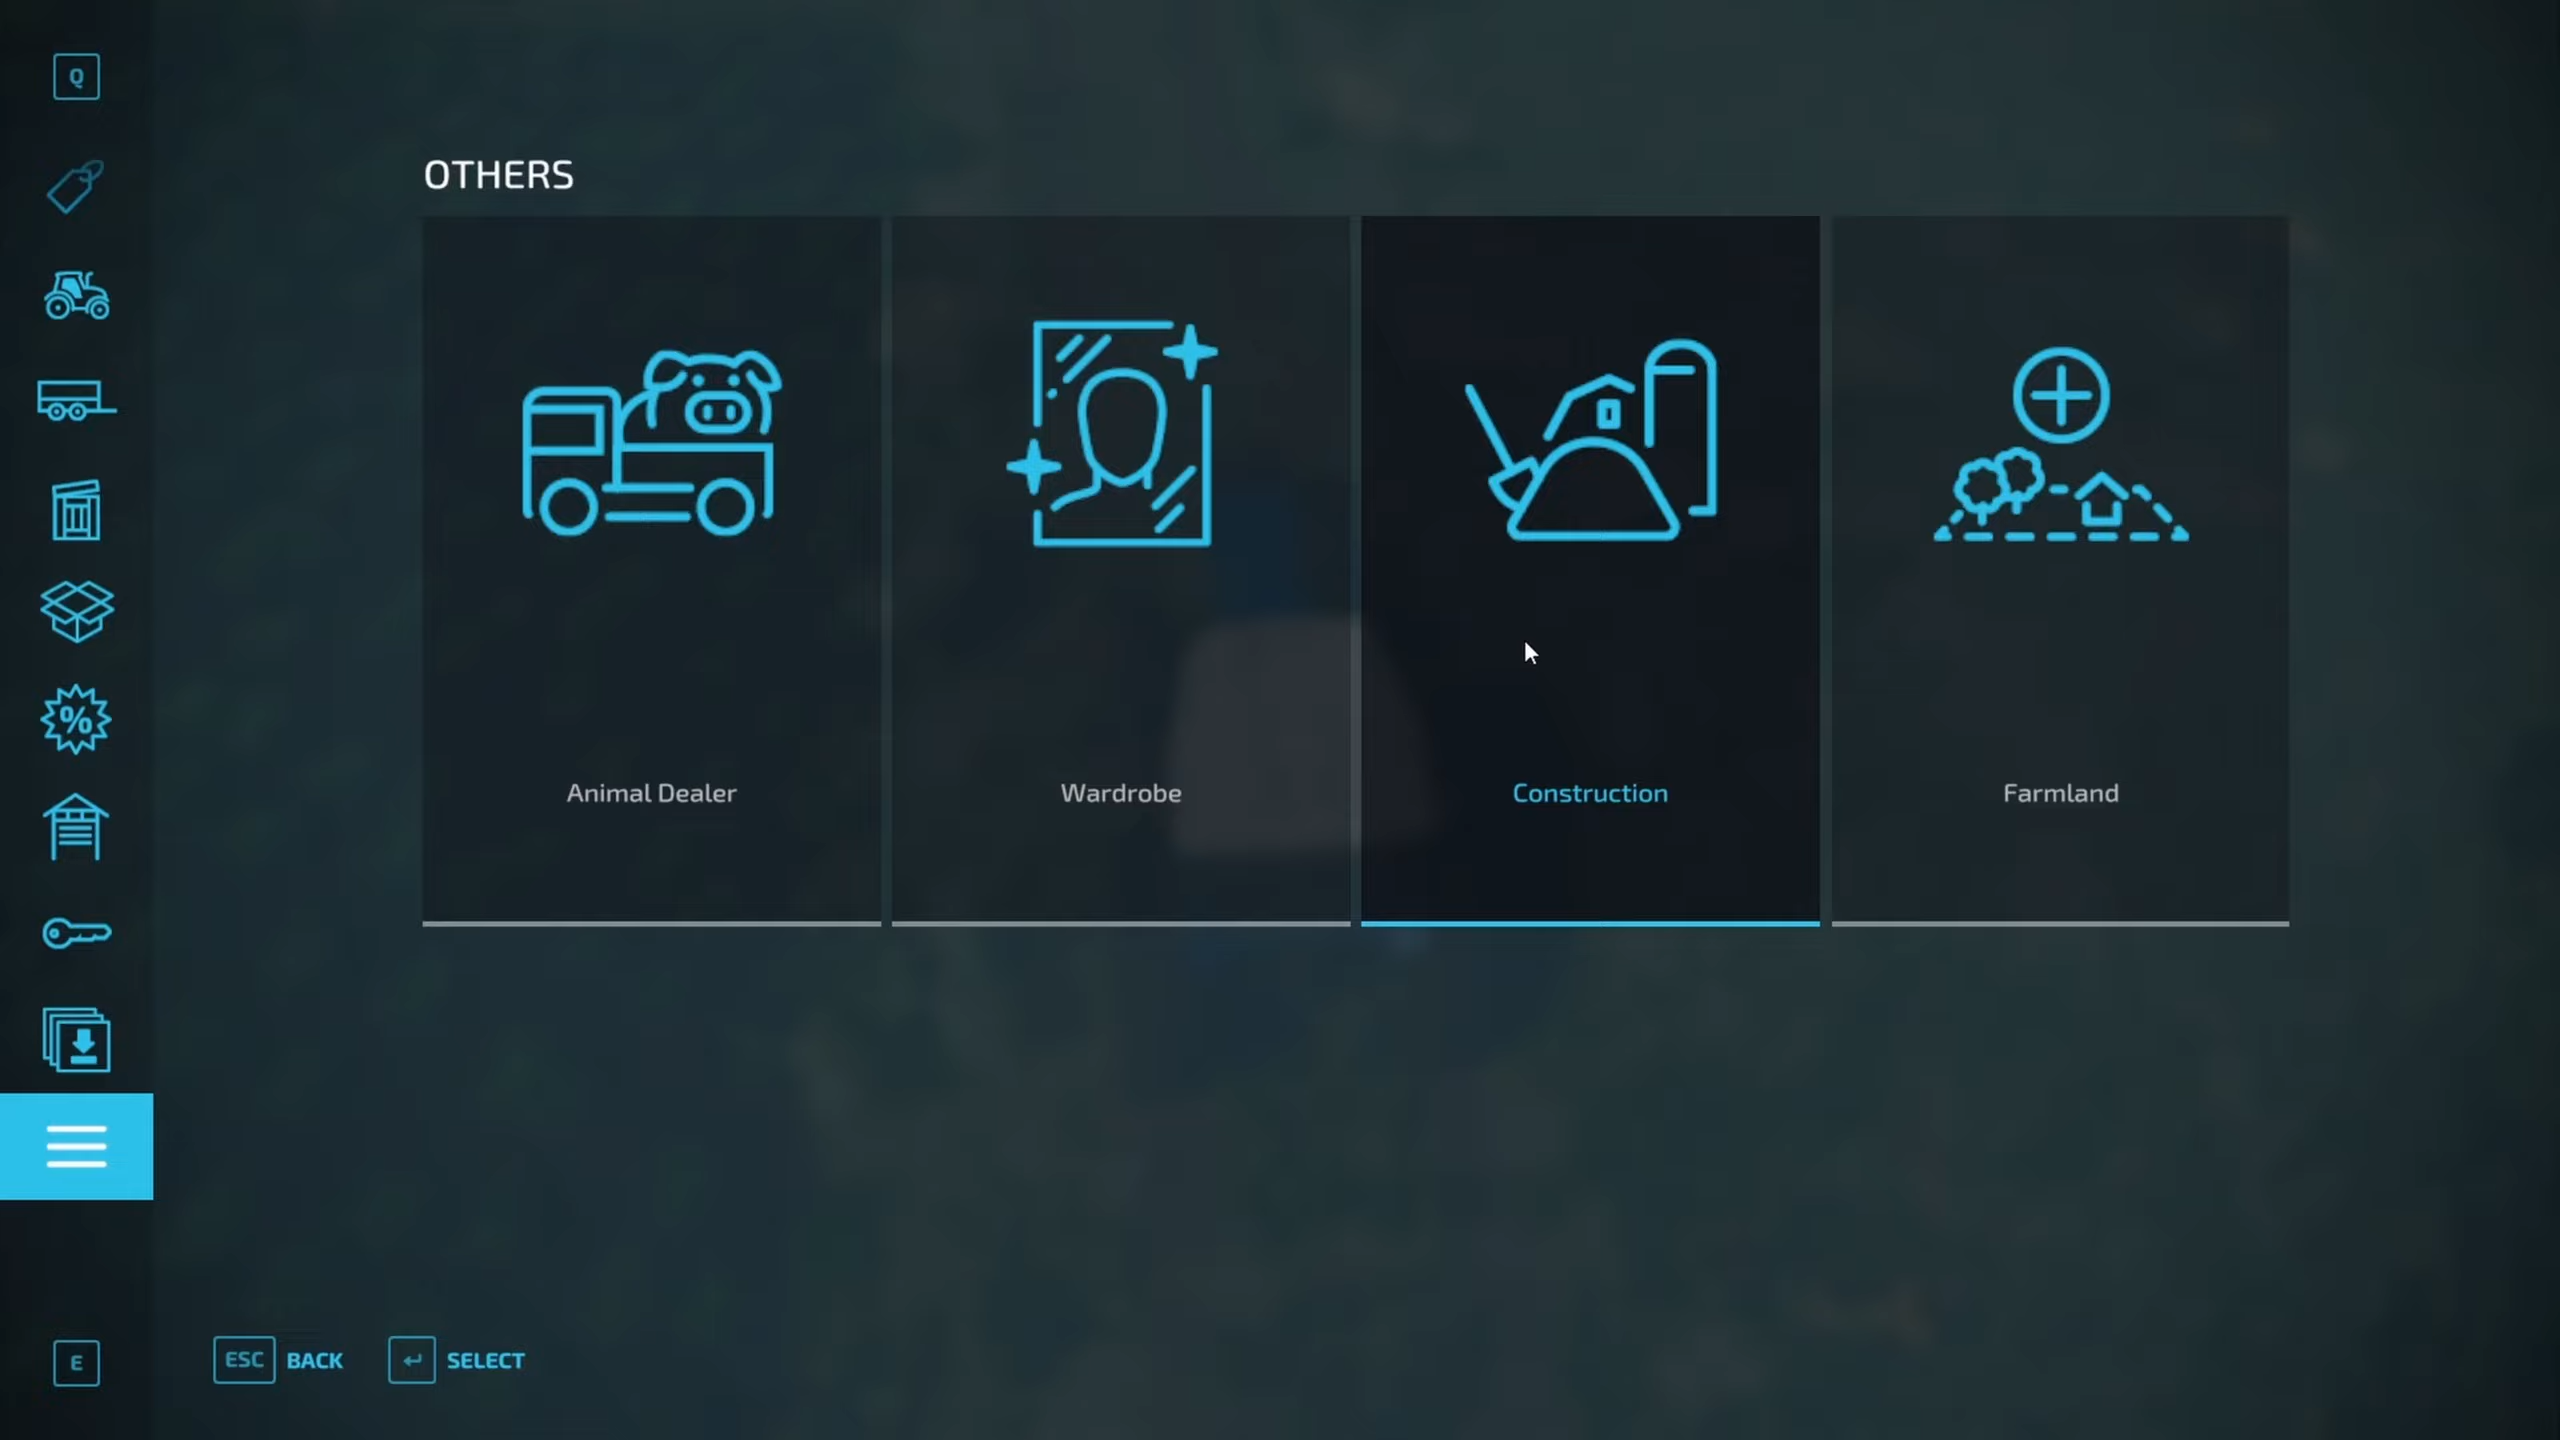 Q
OTHERS
Animal Dealer
Wardrobe
Construction
Farmland
%
E
ESC BACK
SELECT